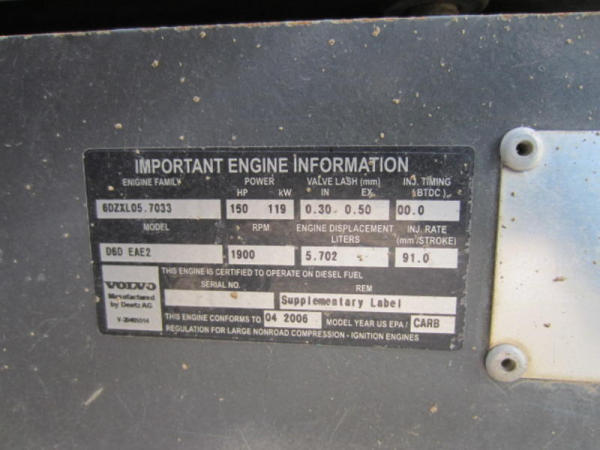 IMPORTANT ENGINE INFORMATION
ENGINE FAMILY POWER VALVE LASH (mm) INJ. TIMING
HP kW IN EX. (BTDC)
6DZXL05.7033 150 119 0.30 0.50 00.0
MODEL RPM ENGINE DISPLACEMENT INJ. RATE
LITERS (mm³/STROKE)
D6D EAE2 1900 5.702 91.0
THIS ENGINE IS CERTIFIED TO OPERATE ON DIESEL FUEL
SERIAL NO. REM
VOLVO
Manufactured
by Deutz AG
Supplementary Label
THIS ENGINE CONFORMS TO 04 2006 MODEL YEAR US EPA / CARB
REGULATION FOR LARGE NONROAD COMPRESSION - IGNITION ENGINES